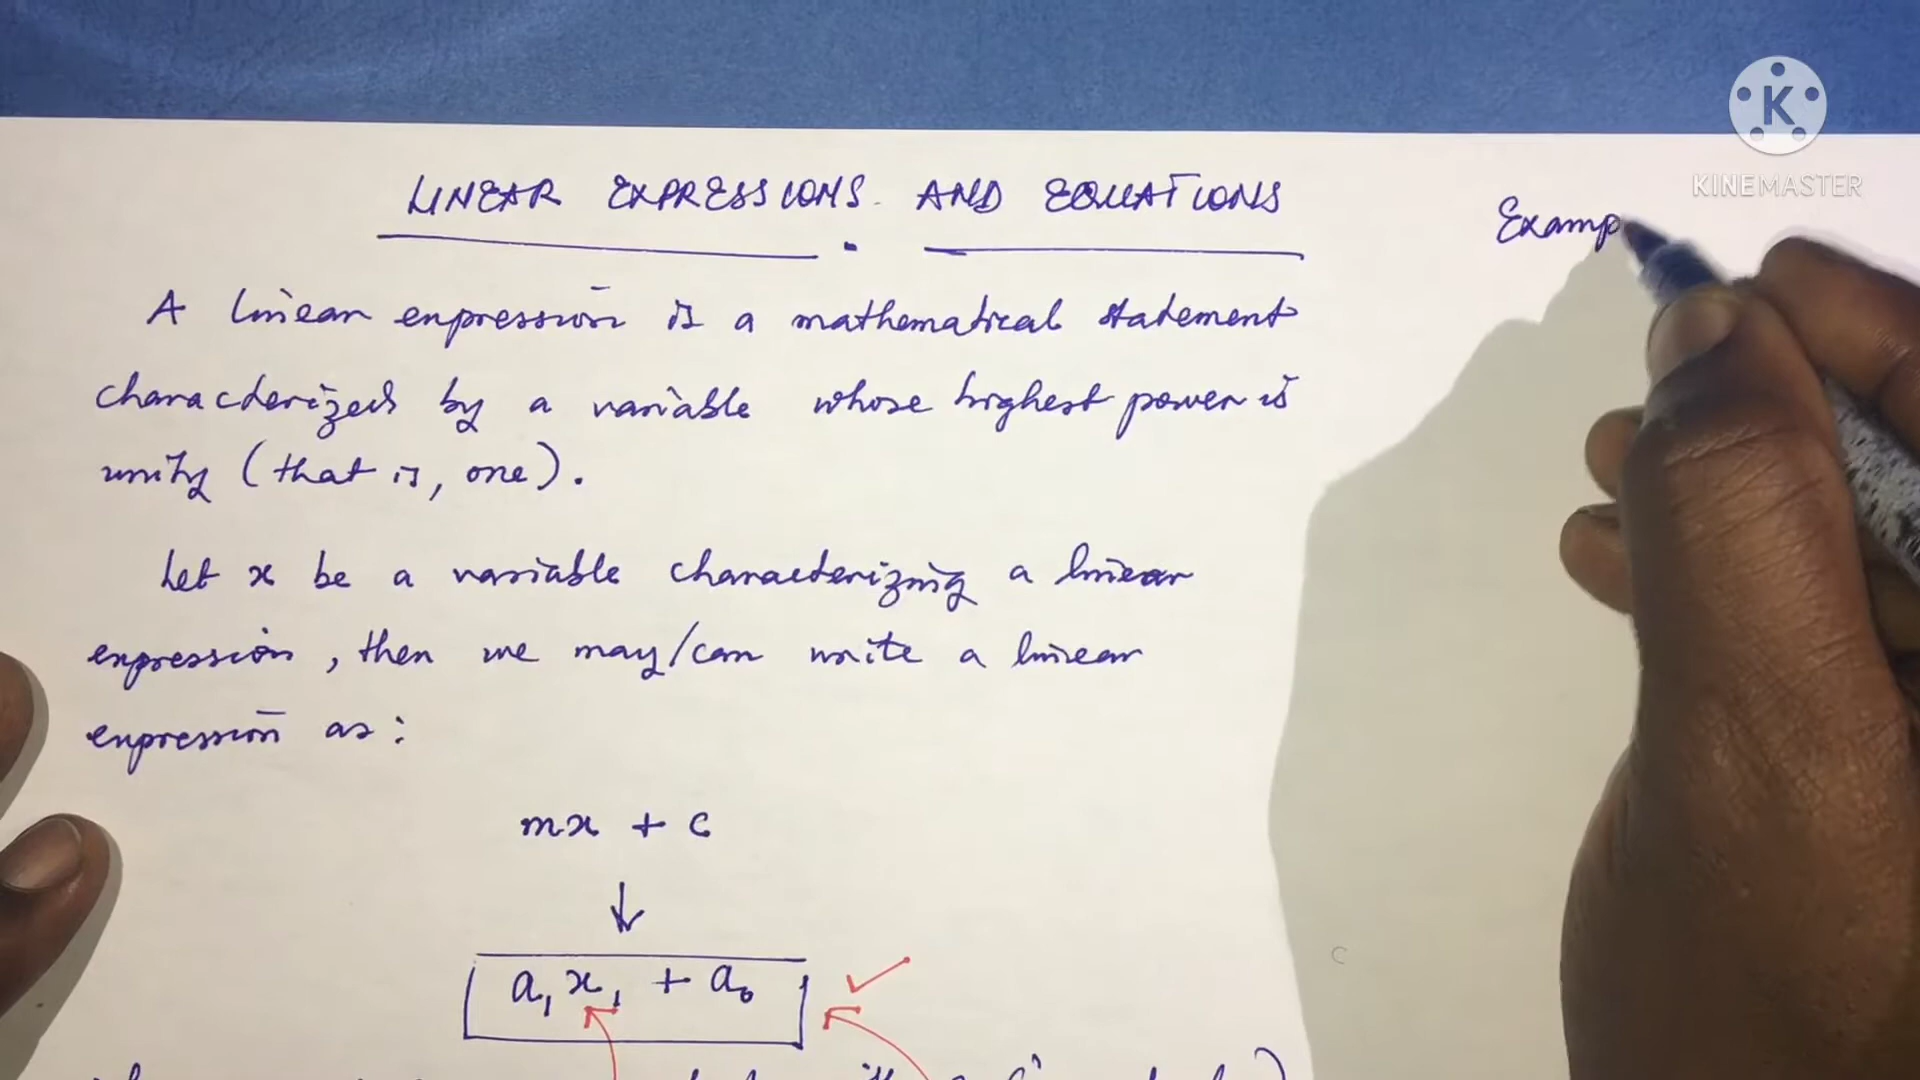 LINEAR EXPRESSIONS AND EQUATIONS
A linear expression is a mathematical statement
characterized by a variable whose highest power is
unity (that is, one).
Let x be a variable characterizing a linear
expression, then we may/can write a linear
expression as:
mx + c
↓
a₁x₁ + a₀
Examp
K
KINEMASTER